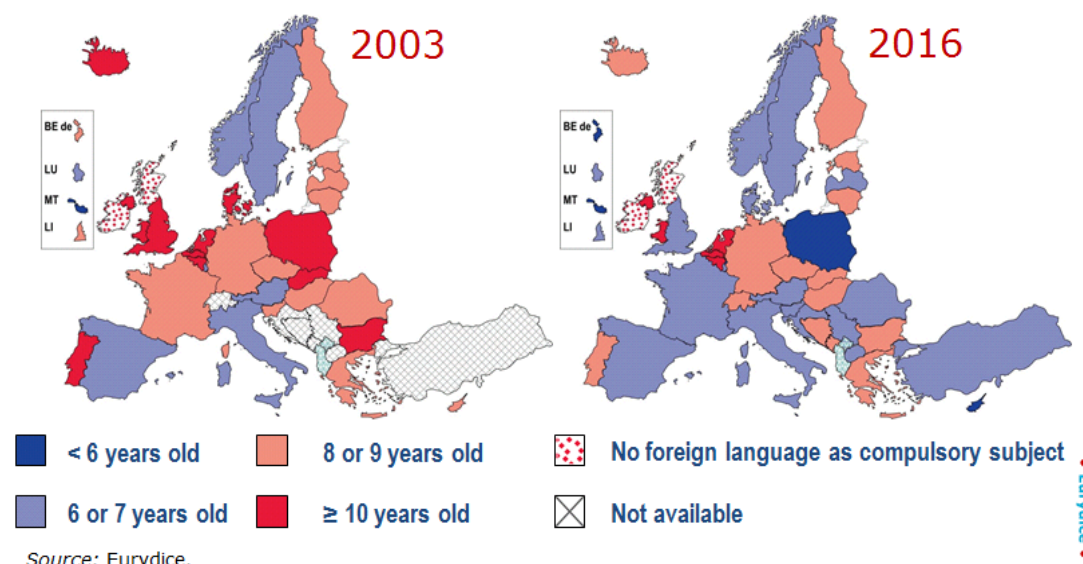 2003
2016
BE de
LU
MT
LI
BE de
LU
MT
LI
< 6 years old
8 or 9 years old
No foreign language as compulsory subject
6 or 7 years old
≥ 10 years old
Not available
Source: Eurydice.
Eurydice